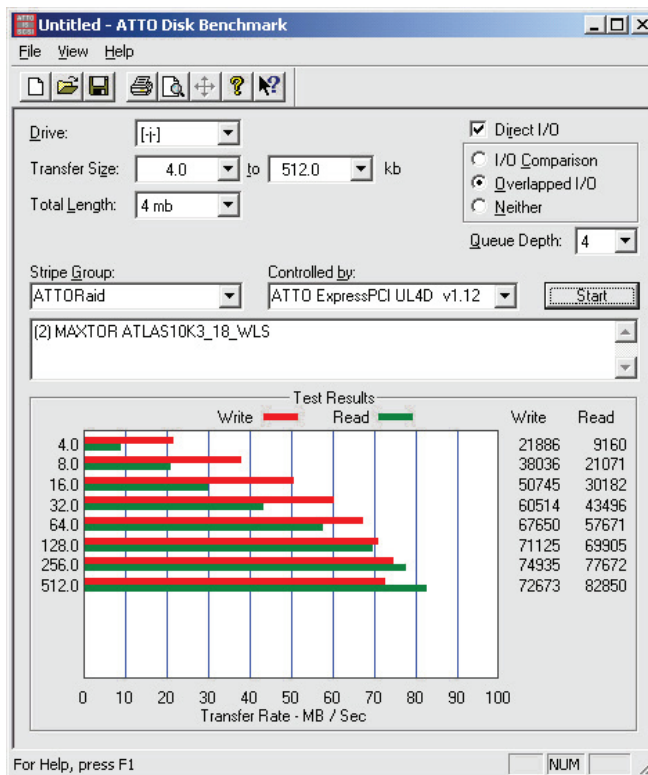 ATTO IS SCSI
Untitled - ATTO Disk Benchmark
File View Help
Drive: [-j-]
Direct I/O
Transfer Size: 4.0 to 512.0 kb
I/O Comparison
Overlapped I/O
Total Length: 4 mb
Neither
Queue Depth: 4
Stripe Group: Controlled by:
ATTORaid ATTO ExpressPCI UL4D v1.12 Start
(2) MAXTOR ATLAS10K3_18_WLS
Test Results
Write Read Write Read
4.0 21886 9160
8.0 38036 21071
16.0 50745 30182
32.0 60514 43496
64.0 67650 57671
128.0 71125 69905
256.0 74935 77672
512.0 72673 82850
0 10 20 30 40 50 60 70 80 90 100
Transfer Rate - MB / Sec
For Help, press F1 NUM